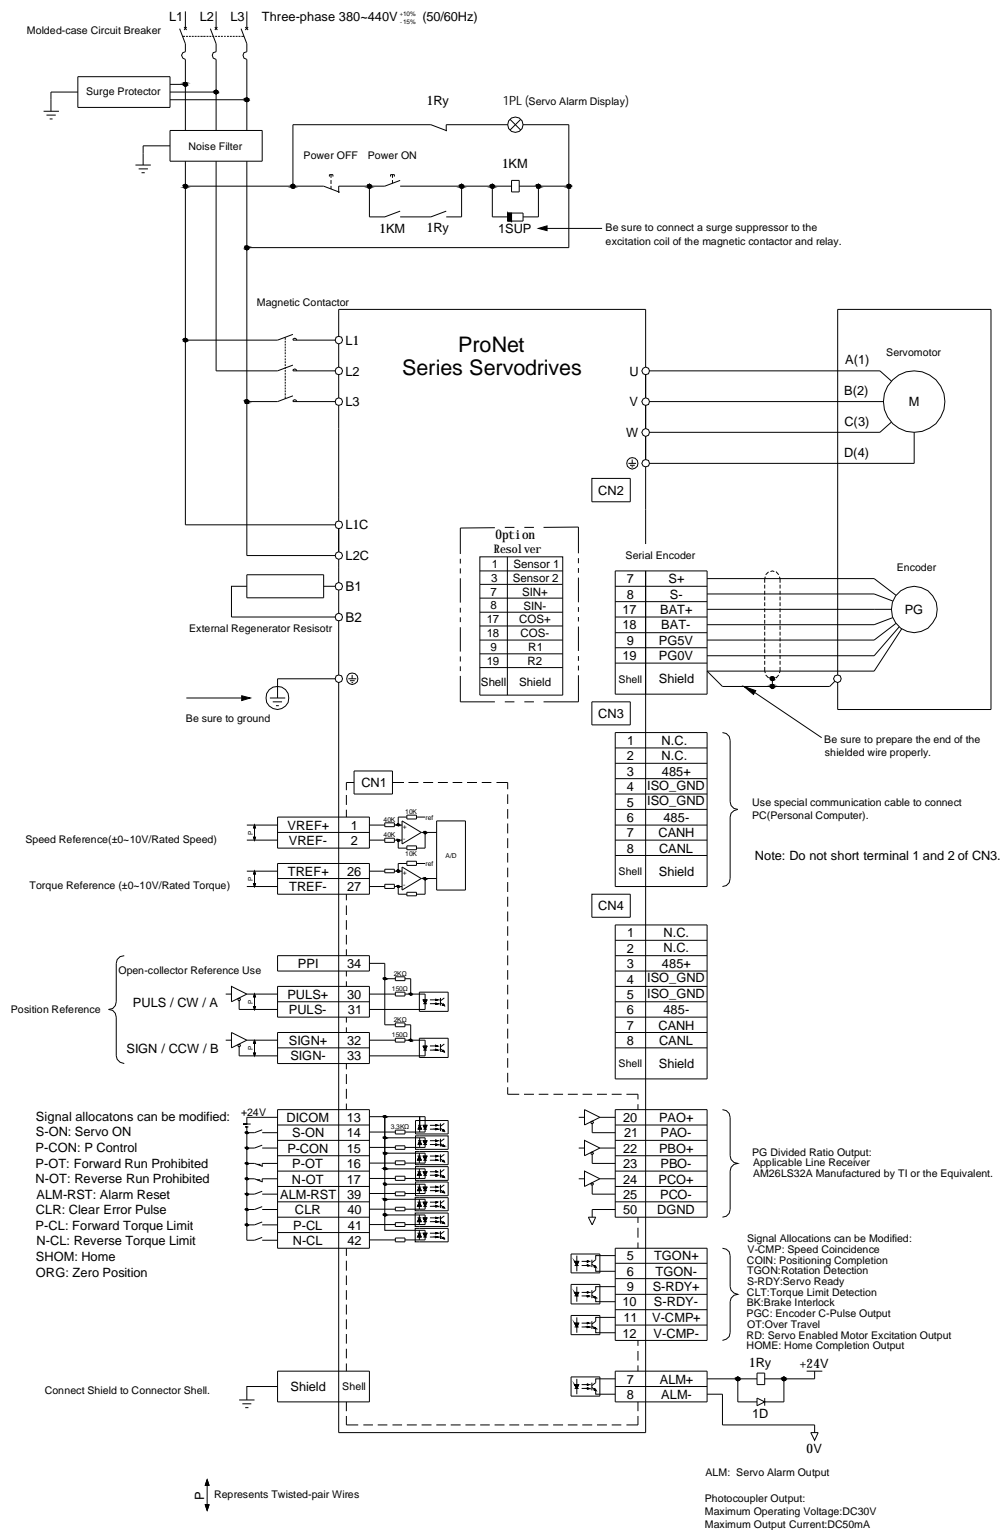 L1 L2 L3 Three-phase 380~440V +10% -15% (50/60Hz)
Molded-case Circuit Breaker
Surge Protector
Noise Filter
1Ry 1PL (Servo Alarm Display)
Power OFF Power ON
1KM
1KM 1Ry 1SUP
Be sure to connect a surge suppressor to the
excitation coil of the magnetic contactor and relay.
Magnetic Contactor
ProNet
Series Servodrives
L1
L2
L3
U
V
W
A(1)
B(2)
C(3)
D(4)
Servomotor
M
CN2
L1C
L2C
B1
B2
External Regenerator Resisotr
Be sure to ground
Option
Resolver
1 Sensor 1
3 Sensor 2
7 SIN+
8 SIN-
17 COS+
18 COS-
9 R1
19 R2
Shell Shield
Serial Encoder
7 S+
8 S-
17 BAT+
18 BAT-
9 PG5V
19 PG0V
Shell Shield
Encoder
PG
Be sure to prepare the end of the
shielded wire properly.
CN3
1 N.C.
2 N.C.
3 485+
4 ISO_GND
5 ISO_GND
6 485-
7 CANH
8 CANL
Shell Shield
Use special communication cable to connect
PC(Personal Computer).
Note: Do not short terminal 1 and 2 of CN3.
CN4
1 N.C.
2 N.C.
3 485+
4 ISO_GND
5 ISO_GND
6 485-
7 CANH
8 CANL
Shell Shield
CN1
Speed Reference(±0~10V/Rated Speed)
P
VREF+ 1
VREF- 2
40K
40K
10K
10K
ref
A/D
Torque Reference (±0~10V/Rated Torque)
P
TREF+ 26
TREF- 27
ref
Position Reference
Open-collector Reference Use
PPI 34
PULS / CW / A
P
PULS+ 30
PULS- 31
2KΩ
150Ω
SIGN / CCW / B
P
SIGN+ 32
SIGN- 33
2KΩ
150Ω
Signal allocatons can be modified:
S-ON: Servo ON
P-CON: P Control
P-OT: Forward Run Prohibited
N-OT: Reverse Run Prohibited
ALM-RST: Alarm Reset
CLR: Clear Error Pulse
P-CL: Forward Torque Limit
N-CL: Reverse Torque Limit
SHOM: Home
ORG: Zero Position
+24V
DICOM 13
S-ON 14
P-CON 15
P-OT 16
N-OT 17
ALM-RST 39
CLR 40
P-CL 41
N-CL 42
3.3KΩ
20 PAO+
21 PAO-
22 PBO+
23 PBO-
24 PCO+
25 PCO-
50 DGND
PG Divided Ratio Output:
Applicable Line Receiver
AM26LS32A Manufactured by TI or the Equivalent.
5 TGON+
6 TGON-
9 S-RDY+
10 S-RDY-
11 V-CMP+
12 V-CMP-
Signal Allocations can be Modified:
V-CMP: Speed Coincidence
COIN: Positioning Completion
TGON:Rotation Detection
S-RDY:Servo Ready
CLT:Torque Limit Detection
BK:Brake Interlock
PGC: Encoder C-Pulse Output
OT:Over Travel
RD: Servo Enabled Motor Excitation Output
HOME: Home Completion Output
Connect Shield to Connector Shell.
Shield Shell
7 ALM+
8 ALM-
1Ry
+24V
1D
0V
ALM: Servo Alarm Output
P Represents Twisted-pair Wires
Photocoupler Output:
Maximum Operating Voltage:DC30V
Maximum Output Current:DC50mA